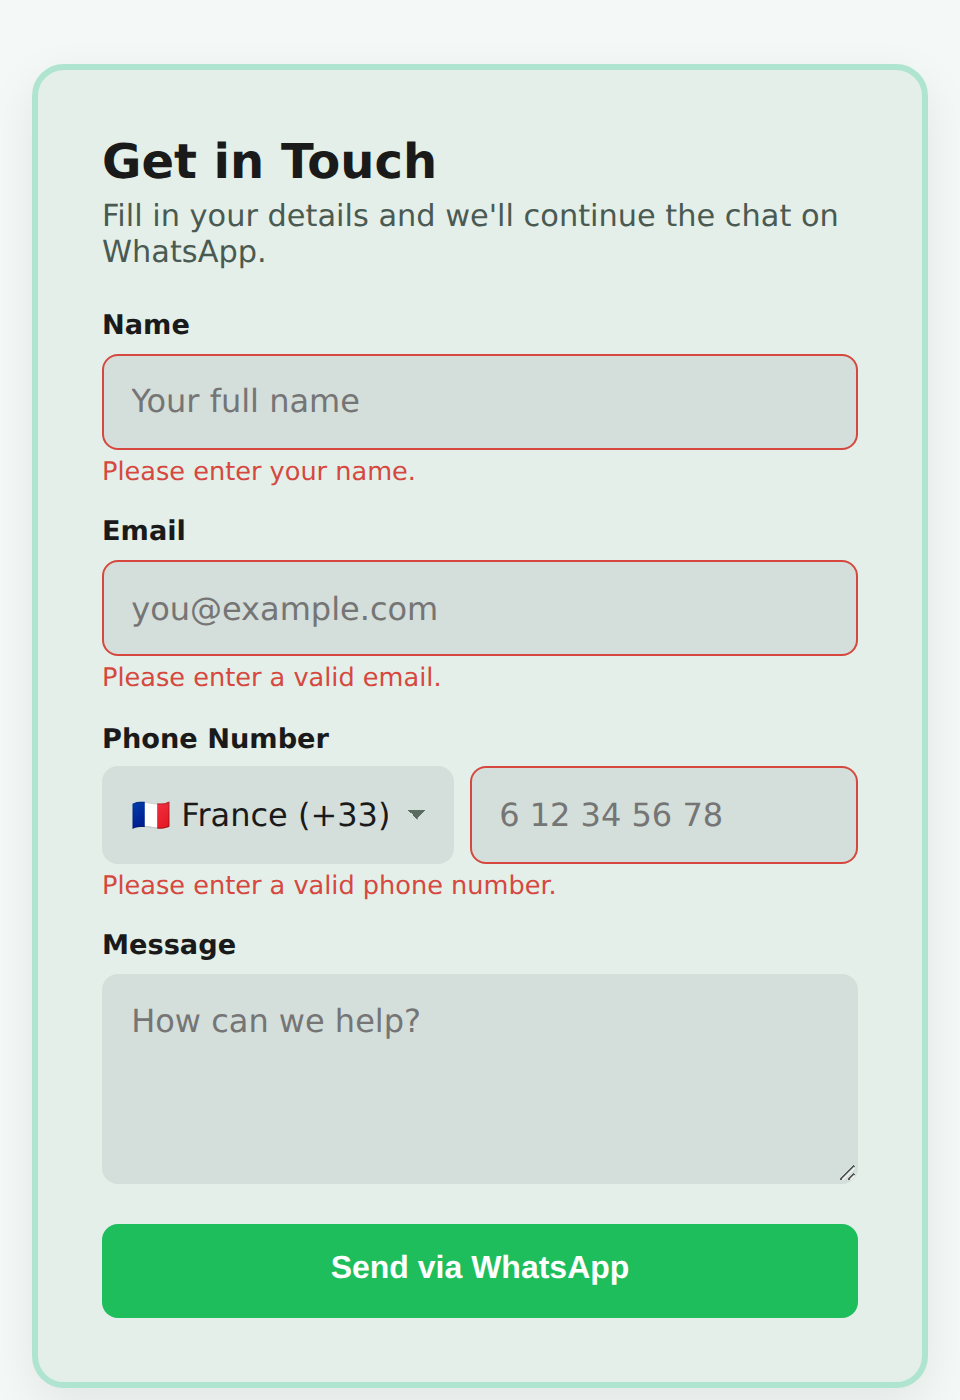 Get in Touch
Fill in your details and we'll continue the chat on
WhatsApp.
Name
Your full name
Please enter your name.
Email
you@example.com
Please enter a valid email.
Phone Number
🇫🇷 France (+33)
6 12 34 56 78
Please enter a valid phone number.
Message
How can we help?
Send via WhatsApp